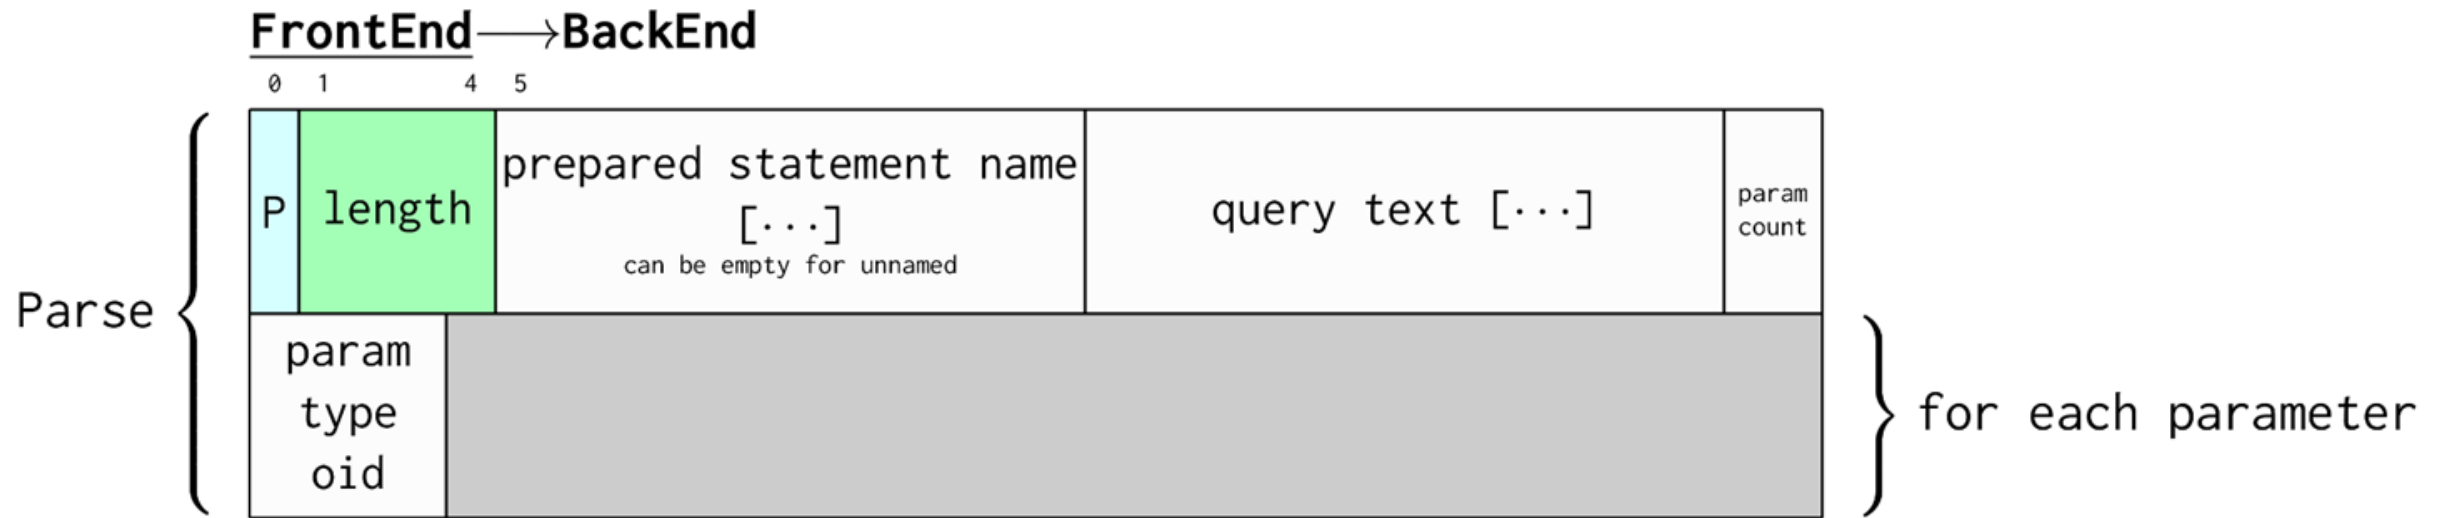 FrontEnd⟶BackEnd
0 1 4 5
Parse
P
length
prepared statement name
[···]
can be empty for unnamed
query text [···]
param
count
param
type
oid
for each parameter